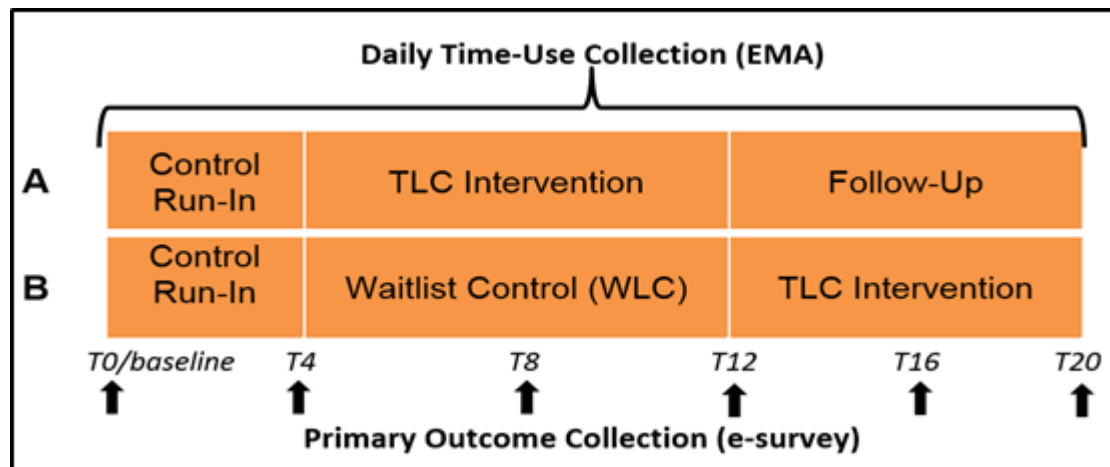 Daily Time-Use Collection (EMA)
A
Control
Run-In
TLC Intervention
Follow-Up
B
Control
Run-In
Waitlist Control (WLC)
TLC Intervention
T0/baseline T4 T8 T12 T16 T20
Primary Outcome Collection (e-survey)